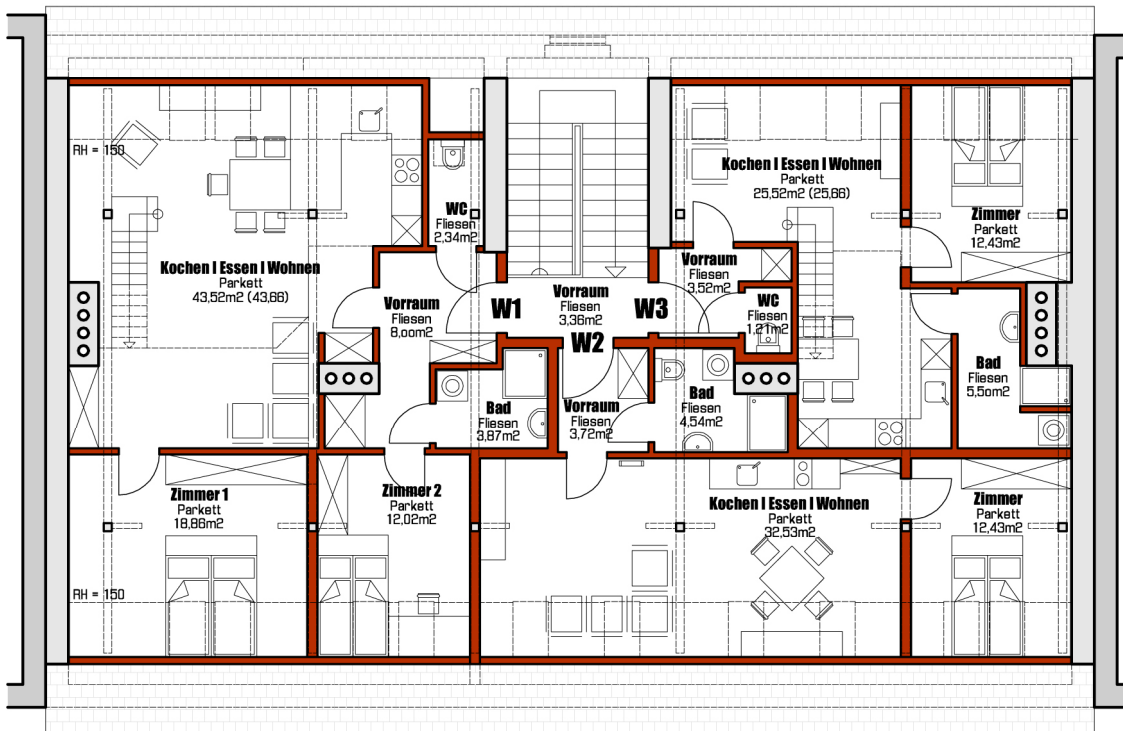 RH = 150
Kochen I Essen I Wohnen
Parkett
43,52m2 (43,66)
WC
Fliesen
2,34m2
Vorraum
Fliesen
8,00m2
W1
Vorraum
Fliesen
3,36m2
W2
W3
Kochen I Essen I Wohnen
Parkett
25,52m2 (25,66)
Zimmer
Parkett
12,43m2
Vorraum
Fliesen
3,52m2
WC
Fliesen
1,21m2
Bad
Fliesen
5,50m2
Bad
Fliesen
3,87m2
Vorraum
Fliesen
3,72m2
Bad
Fliesen
4,54m2
Zimmer 1
Parkett
18,86m2
Zimmer 2
Parkett
12,02m2
Kochen I Essen I Wohnen
Parkett
32,53m2
Zimmer
Parkett
12,43m2
RH = 150